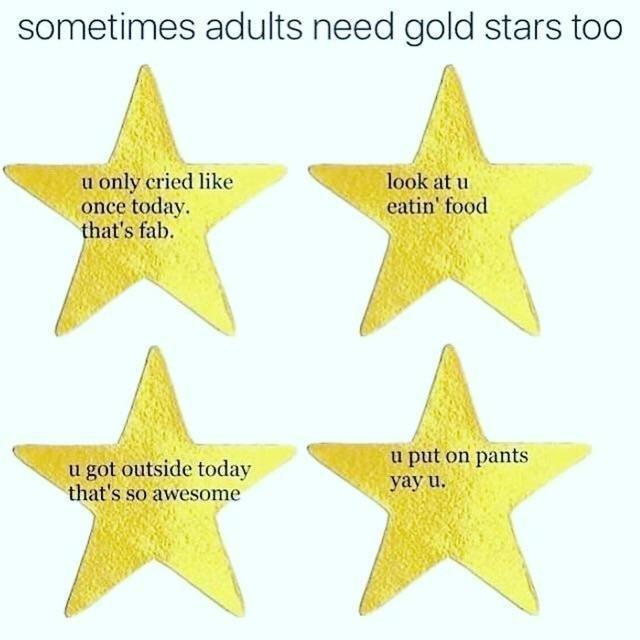 sometimes adults need gold stars too
u only cried like
once today.
that's fab.
look at u
eatin' food
u got outside today
that's so awesome
u put on pants
yay u.